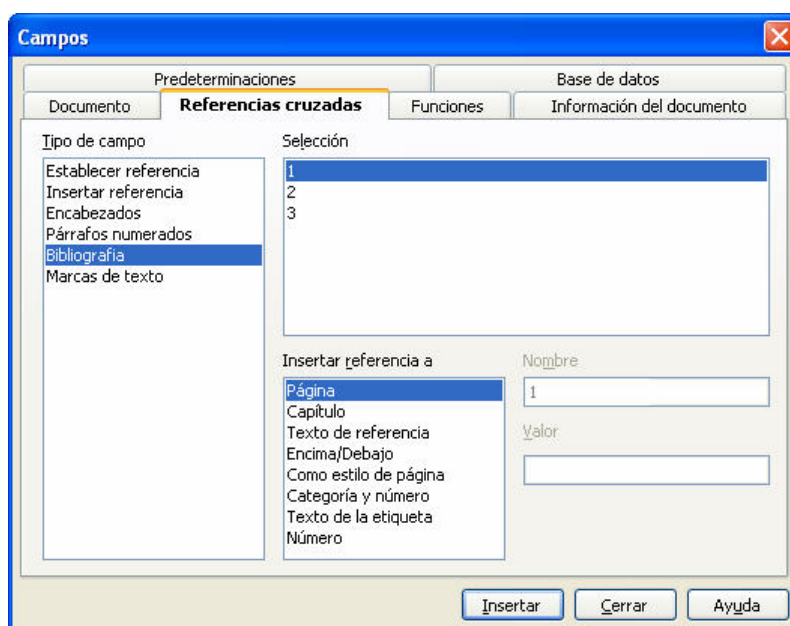 Campos
Predeterminaciones
Base de datos
Documento
Referencias cruzadas
Funciones
Información del documento
Tipo de campo
Establecer referencia
Insertar referencia
Encabezados
Párrafos numerados
Bibliografia
Marcas de texto
Selección
1
2
3
Insertar referencia a
Página
Capítulo
Texto de referencia
Encima/Debajo
Como estilo de página
Categoría y número
Texto de la etiqueta
Número
Nombre
1
Valor
Insertar
Cerrar
Ayuda